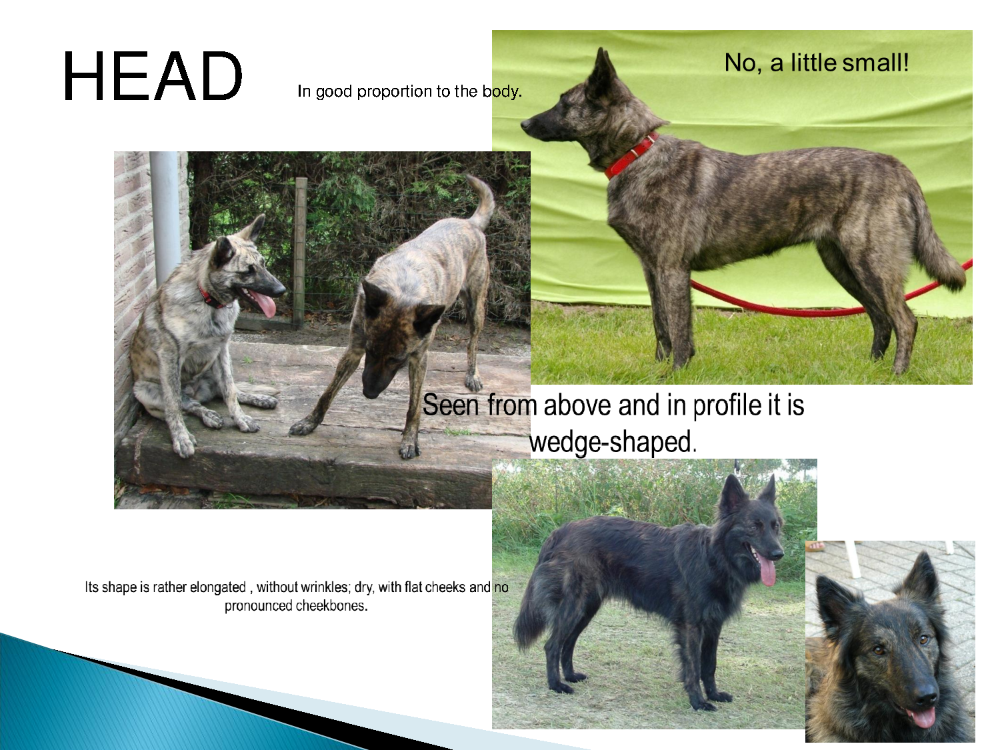 HEAD
In good proportion to the body.
No, a little small!
Seen from above and in profile it is
wedge-shaped.
Its shape is rather elongated , without wrinkles; dry, with flat cheeks and no
pronounced cheekbones.